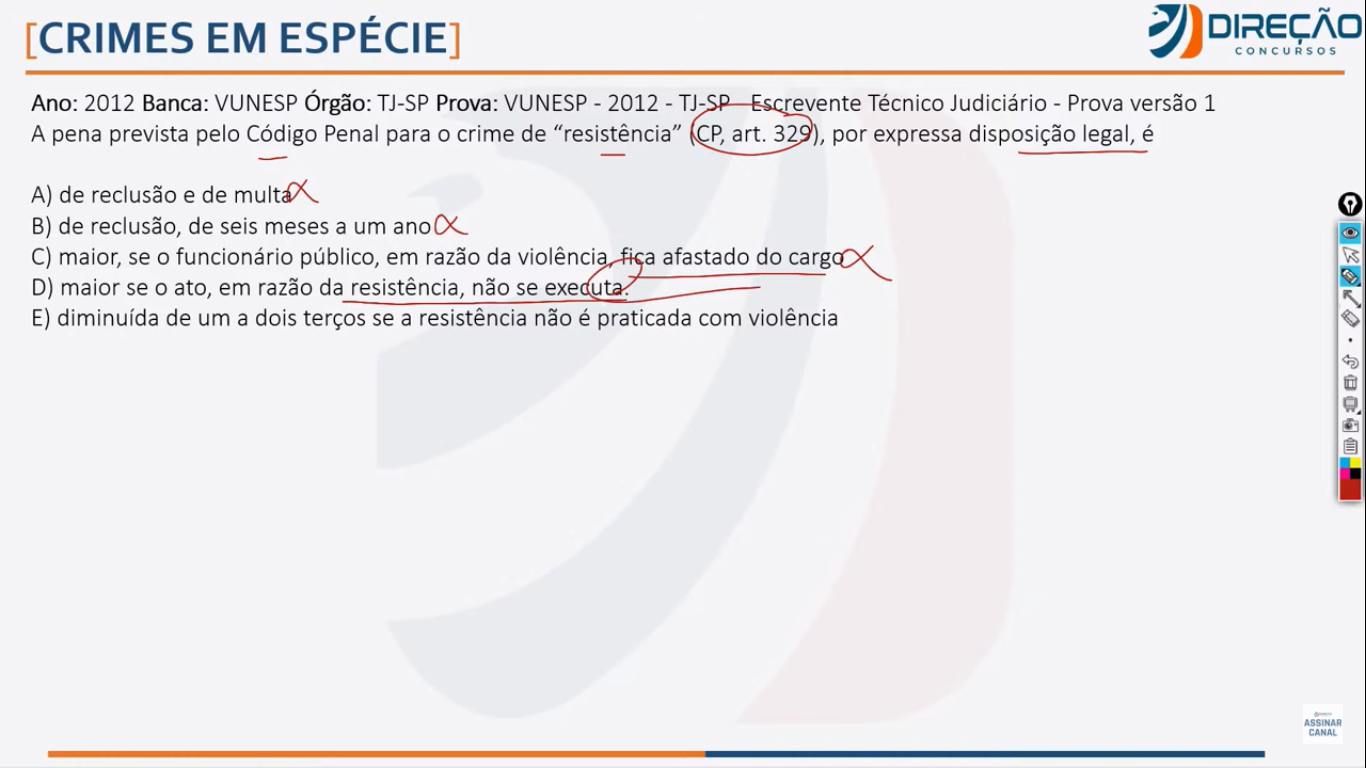 [CRIMES EM ESPÉCIE]
DIREÇÃO
CONCURSOS
Ano: 2012 Banca: VUNESP Órgão: TJ-SP Prova: VUNESP - 2012 - TJ-SP - Escrevente Técnico Judiciário - Prova versão 1
A pena prevista pelo Código Penal para o crime de “resistência” (CP, art. 329), por expressa disposição legal, é
A) de reclusão e de multa
B) de reclusão, de seis meses a um ano
C) maior, se o funcionário público, em razão da violência, fica afastado do cargo
D) maior se o ato, em razão da resistência, não se executa.
E) diminuída de um a dois terços se a resistência não é praticada com violência
ASSINAR
CANAL